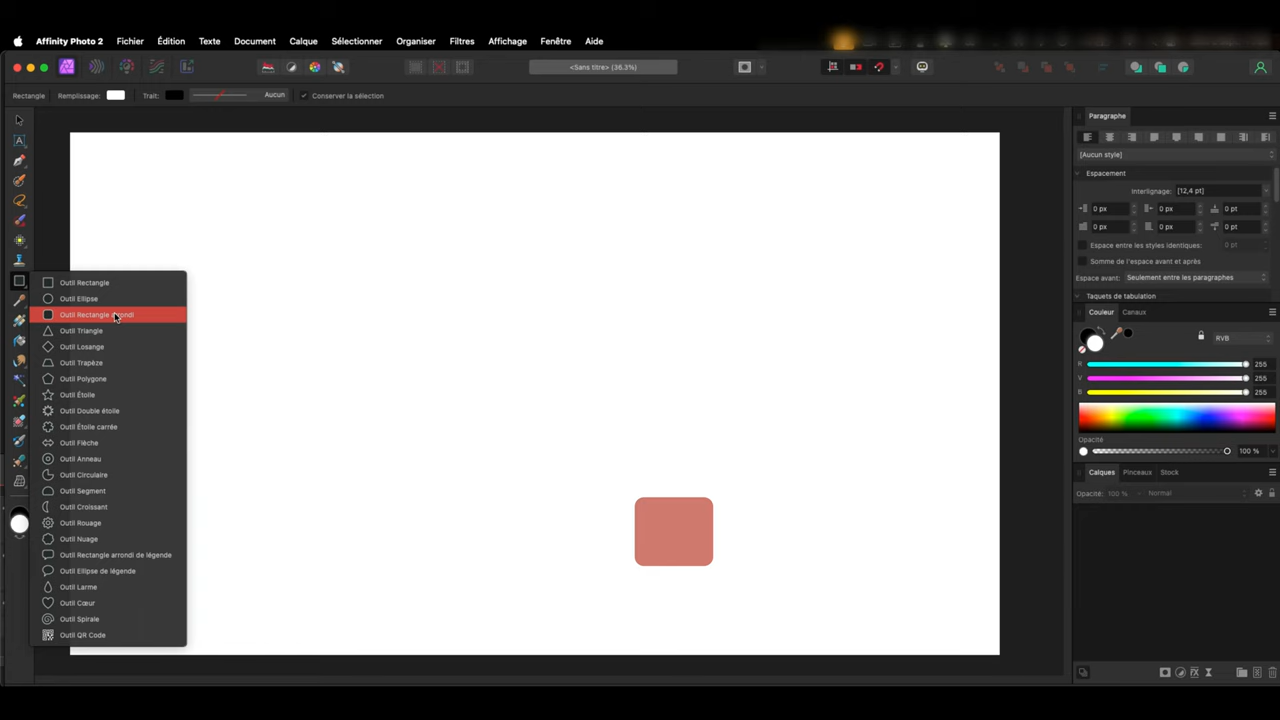 Affinity Photo 2 Fichier Édition Texte Document Calque Sélectionner Organiser Filtres Affichage Fenêtre Aide
<Sans titre> (36.3%)
Rectangle Remplissage: Trait: Aucun Conserver la sélection
Paragraphe
[Aucun style]
Espacement
Interlignage: [12,4 pt]
0 px 0 px 0 pt
0 px 0 px 0 pt
Espace entre les styles identiques: 0 pt
Somme de l'espace avant et après
Espace avant: Seulement entre les paragraphes
Taquets de tabulation
Couleur Canaux
RVB
R 255
V 255
B 255
Opacité
100 %
Calques Pinceaux Stock
Opacité: 100 % Normal
Outil Rectangle
Outil Ellipse
Outil Rectangle arrondi
Outil Triangle
Outil Losange
Outil Trapèze
Outil Polygone
Outil Étoile
Outil Double étoile
Outil Étoile carrée
Outil Flèche
Outil Anneau
Outil Circulaire
Outil Segment
Outil Croissant
Outil Rouage
Outil Nuage
Outil Rectangle arrondi de légende
Outil Ellipse de légende
Outil Larme
Outil Cœur
Outil Spirale
Outil QR Code